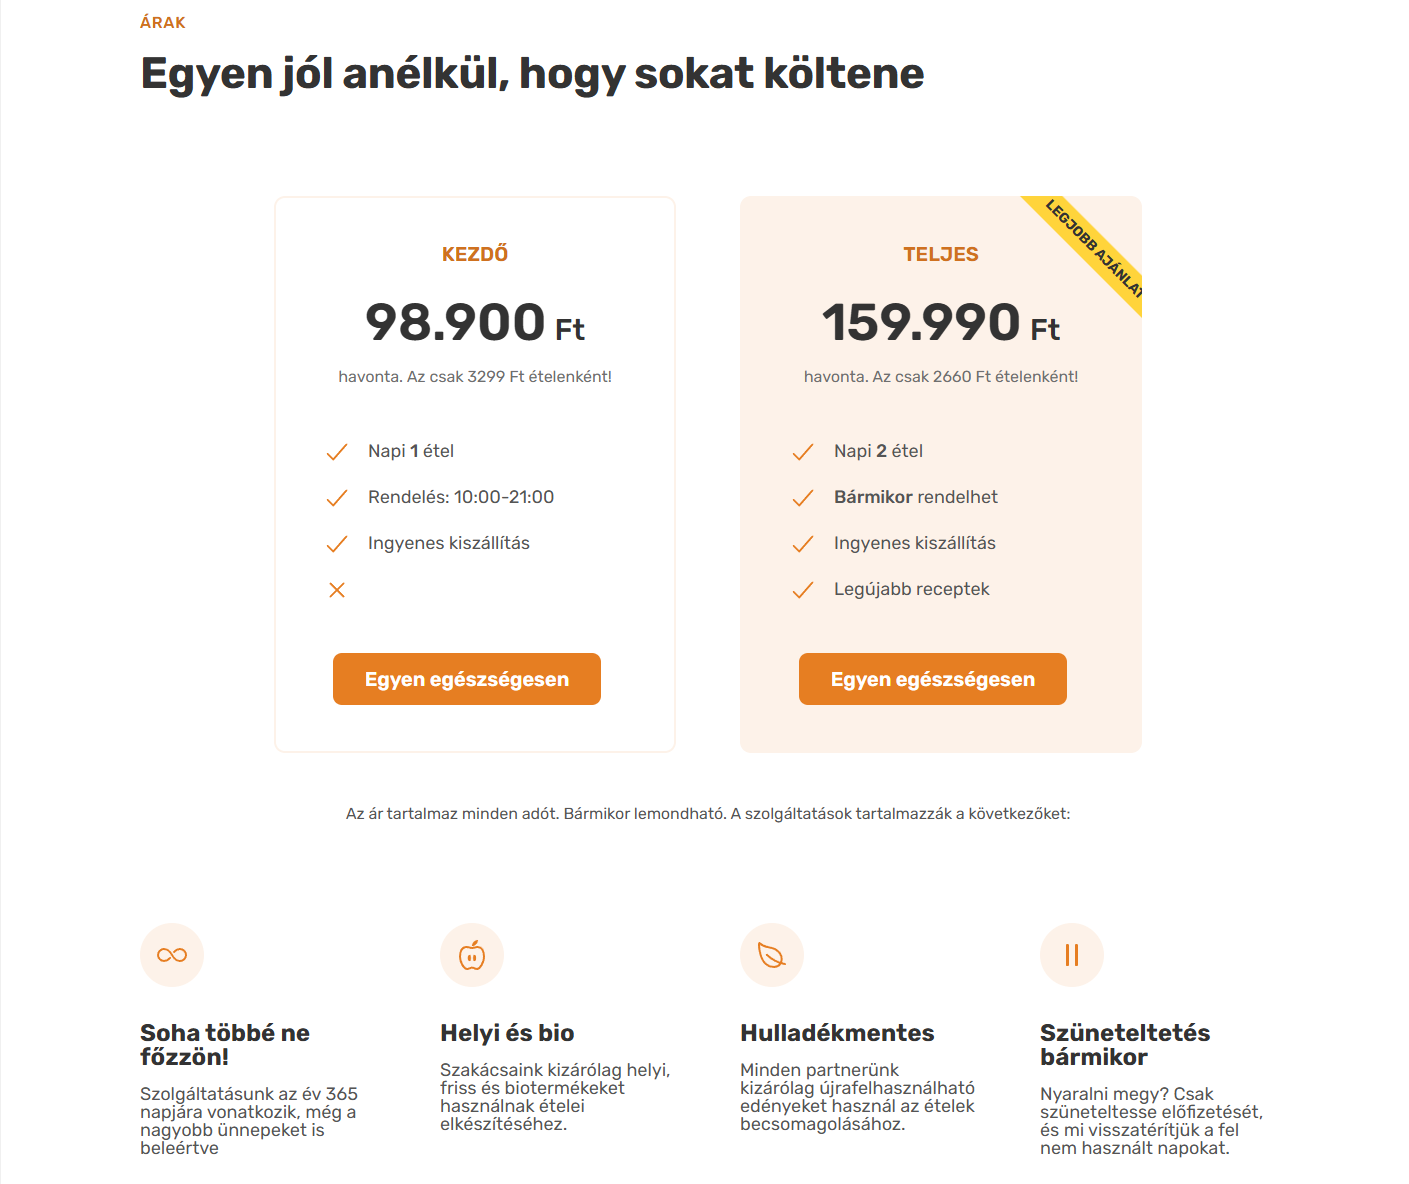 ÁRAK
Egyen jól anélkül, hogy sokat költene
KEZDŐ
98.900 Ft
havonta. Az csak 3299 Ft ételenként!
Napi 1 étel
Rendelés: 10:00-21:00
Ingyenes kiszállítás
Egyen egészségesen
LEGJOBB AJÁNLAT
TELJES
159.990 Ft
havonta. Az csak 2660 Ft ételenként!
Napi 2 étel
Bármikor rendelhet
Ingyenes kiszállítás
Legújabb receptek
Egyen egészségesen
Az ár tartalmaz minden adót. Bármikor lemondható. A szolgáltatások tartalmazzák a következőket:
Soha többé ne
főzzön!
Szolgáltatásunk az év 365
napjára vonatkozik, még a
nagyobb ünnepeket is
beleértve
Helyi és bio
Szakácsaink kizárólag helyi,
friss és biotermékeket
használnak ételei
elkészítéséhez.
Hulladékmentes
Minden partnerünk
kizárólag újrafelhasználható
edényeket használ az ételek
becsomagolásához.
Szüneteltetés
bármikor
Nyaralni megy? Csak
szüneteltesse előfizetését,
és mi visszatérítjük a fel
nem használt napokat.